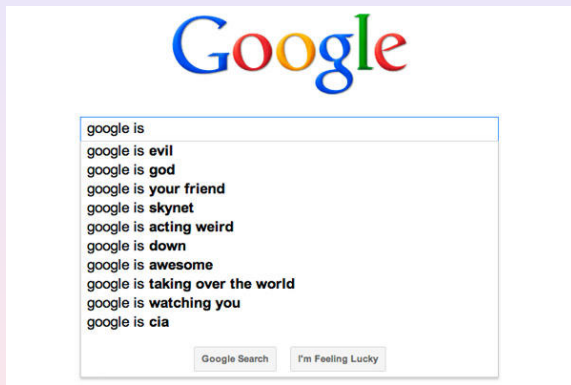 Google
google is
google is evil
google is god
google is your friend
google is skynet
google is acting weird
google is down
google is awesome
google is taking over the world
google is watching you
google is cia
Google Search I'm Feeling Lucky